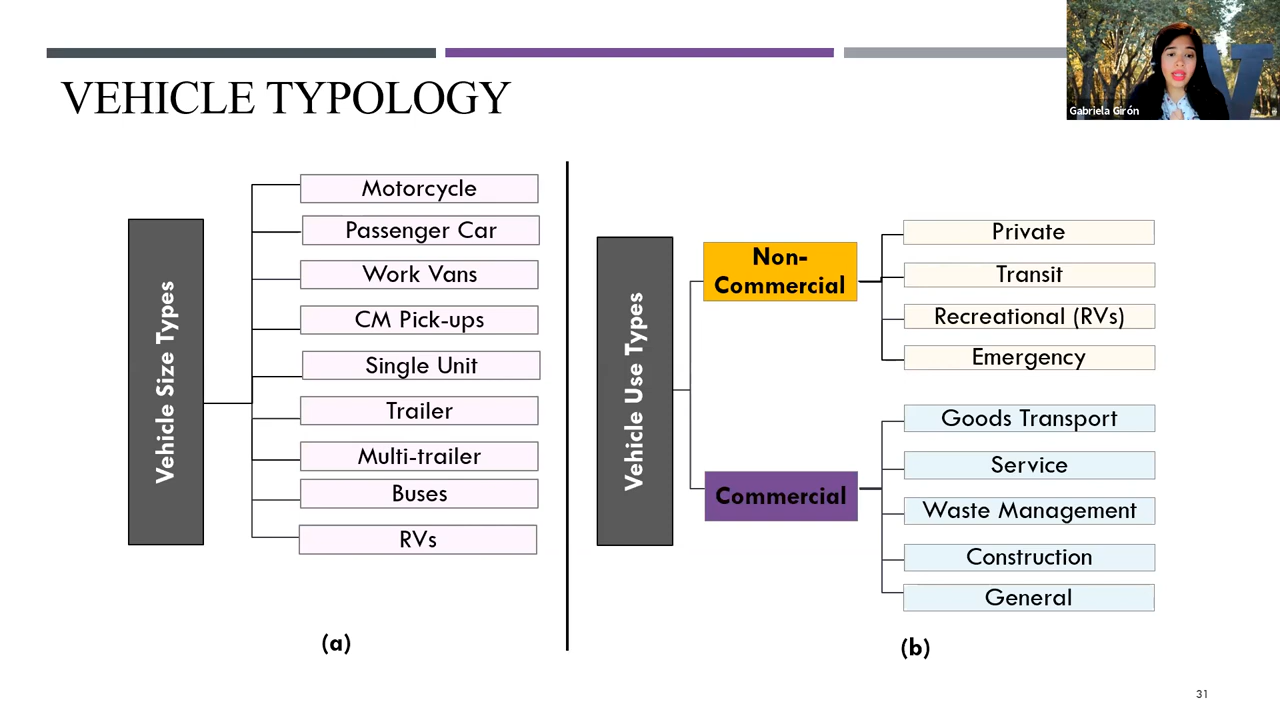 VEHICLE TYPOLOGY
Gabriela Girón
Vehicle Size Types
Motorcycle
Passenger Car
Work Vans
CM Pick-ups
Single Unit
Trailer
Multi-trailer
Buses
RVs
(a)
Vehicle Use Types
Non-
Commercial
Private
Transit
Recreational (RVs)
Emergency
Commercial
Goods Transport
Service
Waste Management
Construction
General
(b)
31